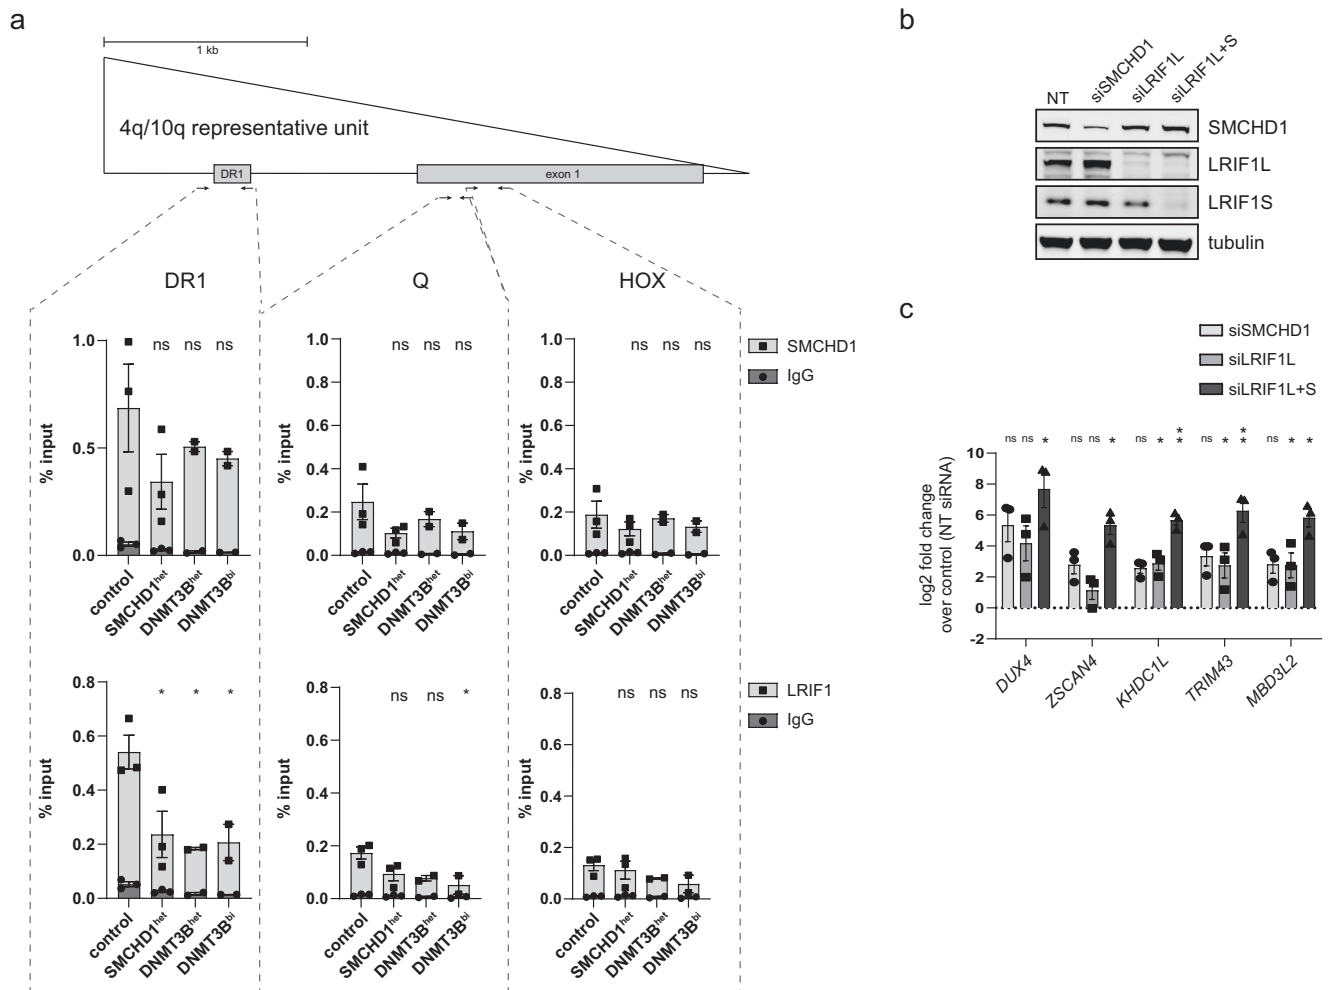 a
1 kb
4q/10q representative unit
DR1
exon 1
DR1
Q
HOX
% input
1.0
0.5
0.0
ns ns ns
control
SMCHD1het
DNMT3Bhet
DNMT3Bbi
% input
1.0
0.8
0.6
0.4
0.2
0.0
ns ns ns
control
SMCHD1het
DNMT3Bhet
DNMT3Bbi
% input
1.0
0.8
0.6
0.4
0.2
0.0
ns ns ns
control
SMCHD1het
DNMT3Bhet
DNMT3Bbi
SMCHD1
IgG
% input
0.8
0.6
0.4
0.2
0.0
* * *
control
SMCHD1het
DNMT3Bhet
DNMT3Bbi
% input
0.8
0.6
0.4
0.2
0.0
ns ns *
control
SMCHD1het
DNMT3Bhet
DNMT3Bbi
% input
0.8
0.6
0.4
0.2
0.0
ns ns ns
control
SMCHD1het
DNMT3Bhet
DNMT3Bbi
LRIF1
IgG
b
NT
siSMCHD1
siLRIF1L
siLRIF1L+S
SMCHD1
LRIF1L
LRIF1S
tubulin
c
siSMCHD1
siLRIF1L
siLRIF1L+S
log2 fold change
over control (NT siRNA)
10
8
6
4
2
0
-2
ns ns * ns ns * ns * ** ns * ** ns * *
DUX4
ZSCAN4
KHDC1L
TRIM43
MBD3L2